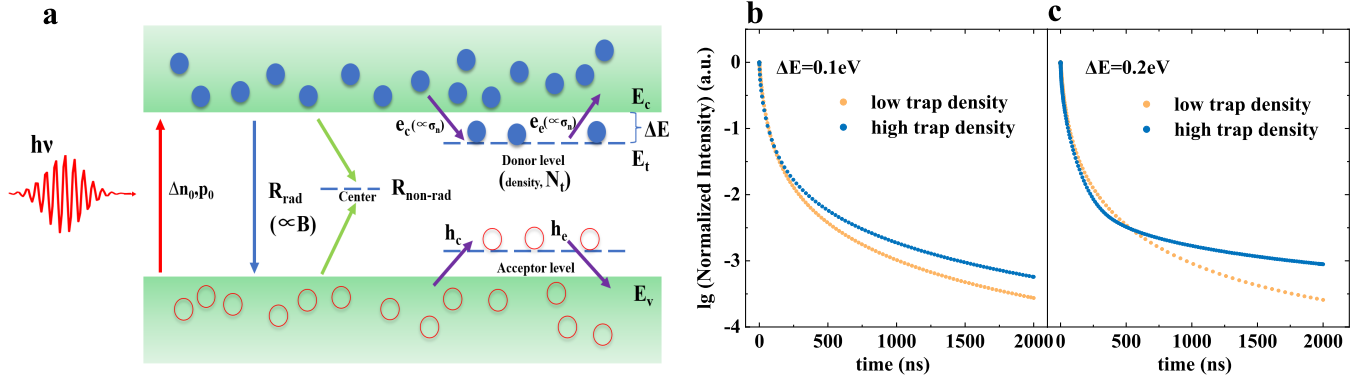 a
hν
Δn₀,p₀
R_rad
(∝B)
Center
R_non-rad
e_c(∝σ_n)
e_e(∝σ_n)
E_c
ΔE
E_t
Donor level
(density, N_t)
h_c
h_e
Acceptor level
E_v
b
lg (Normalized Intensity) (a.u.)
0
-1
-2
-3
-4
ΔE=0.1eV
low trap density
high trap density
0 500 1000 1500 2000
time (ns)
c
ΔE=0.2eV
low trap density
high trap density
0 500 1000 1500 2000
time (ns)